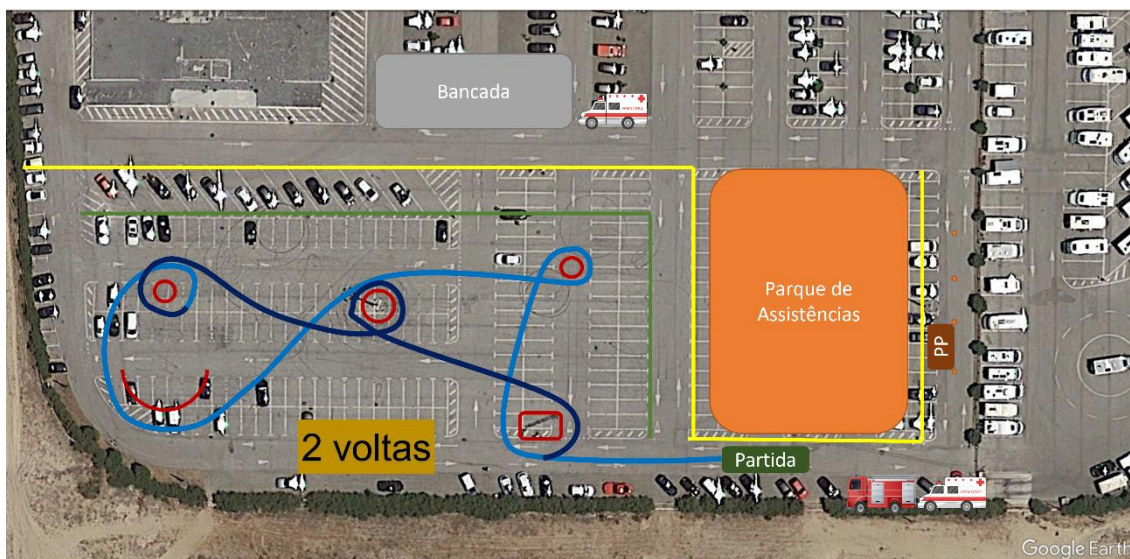 Bancada
Parque de
Assistências
PP
2 voltas
Partida
Google Earth